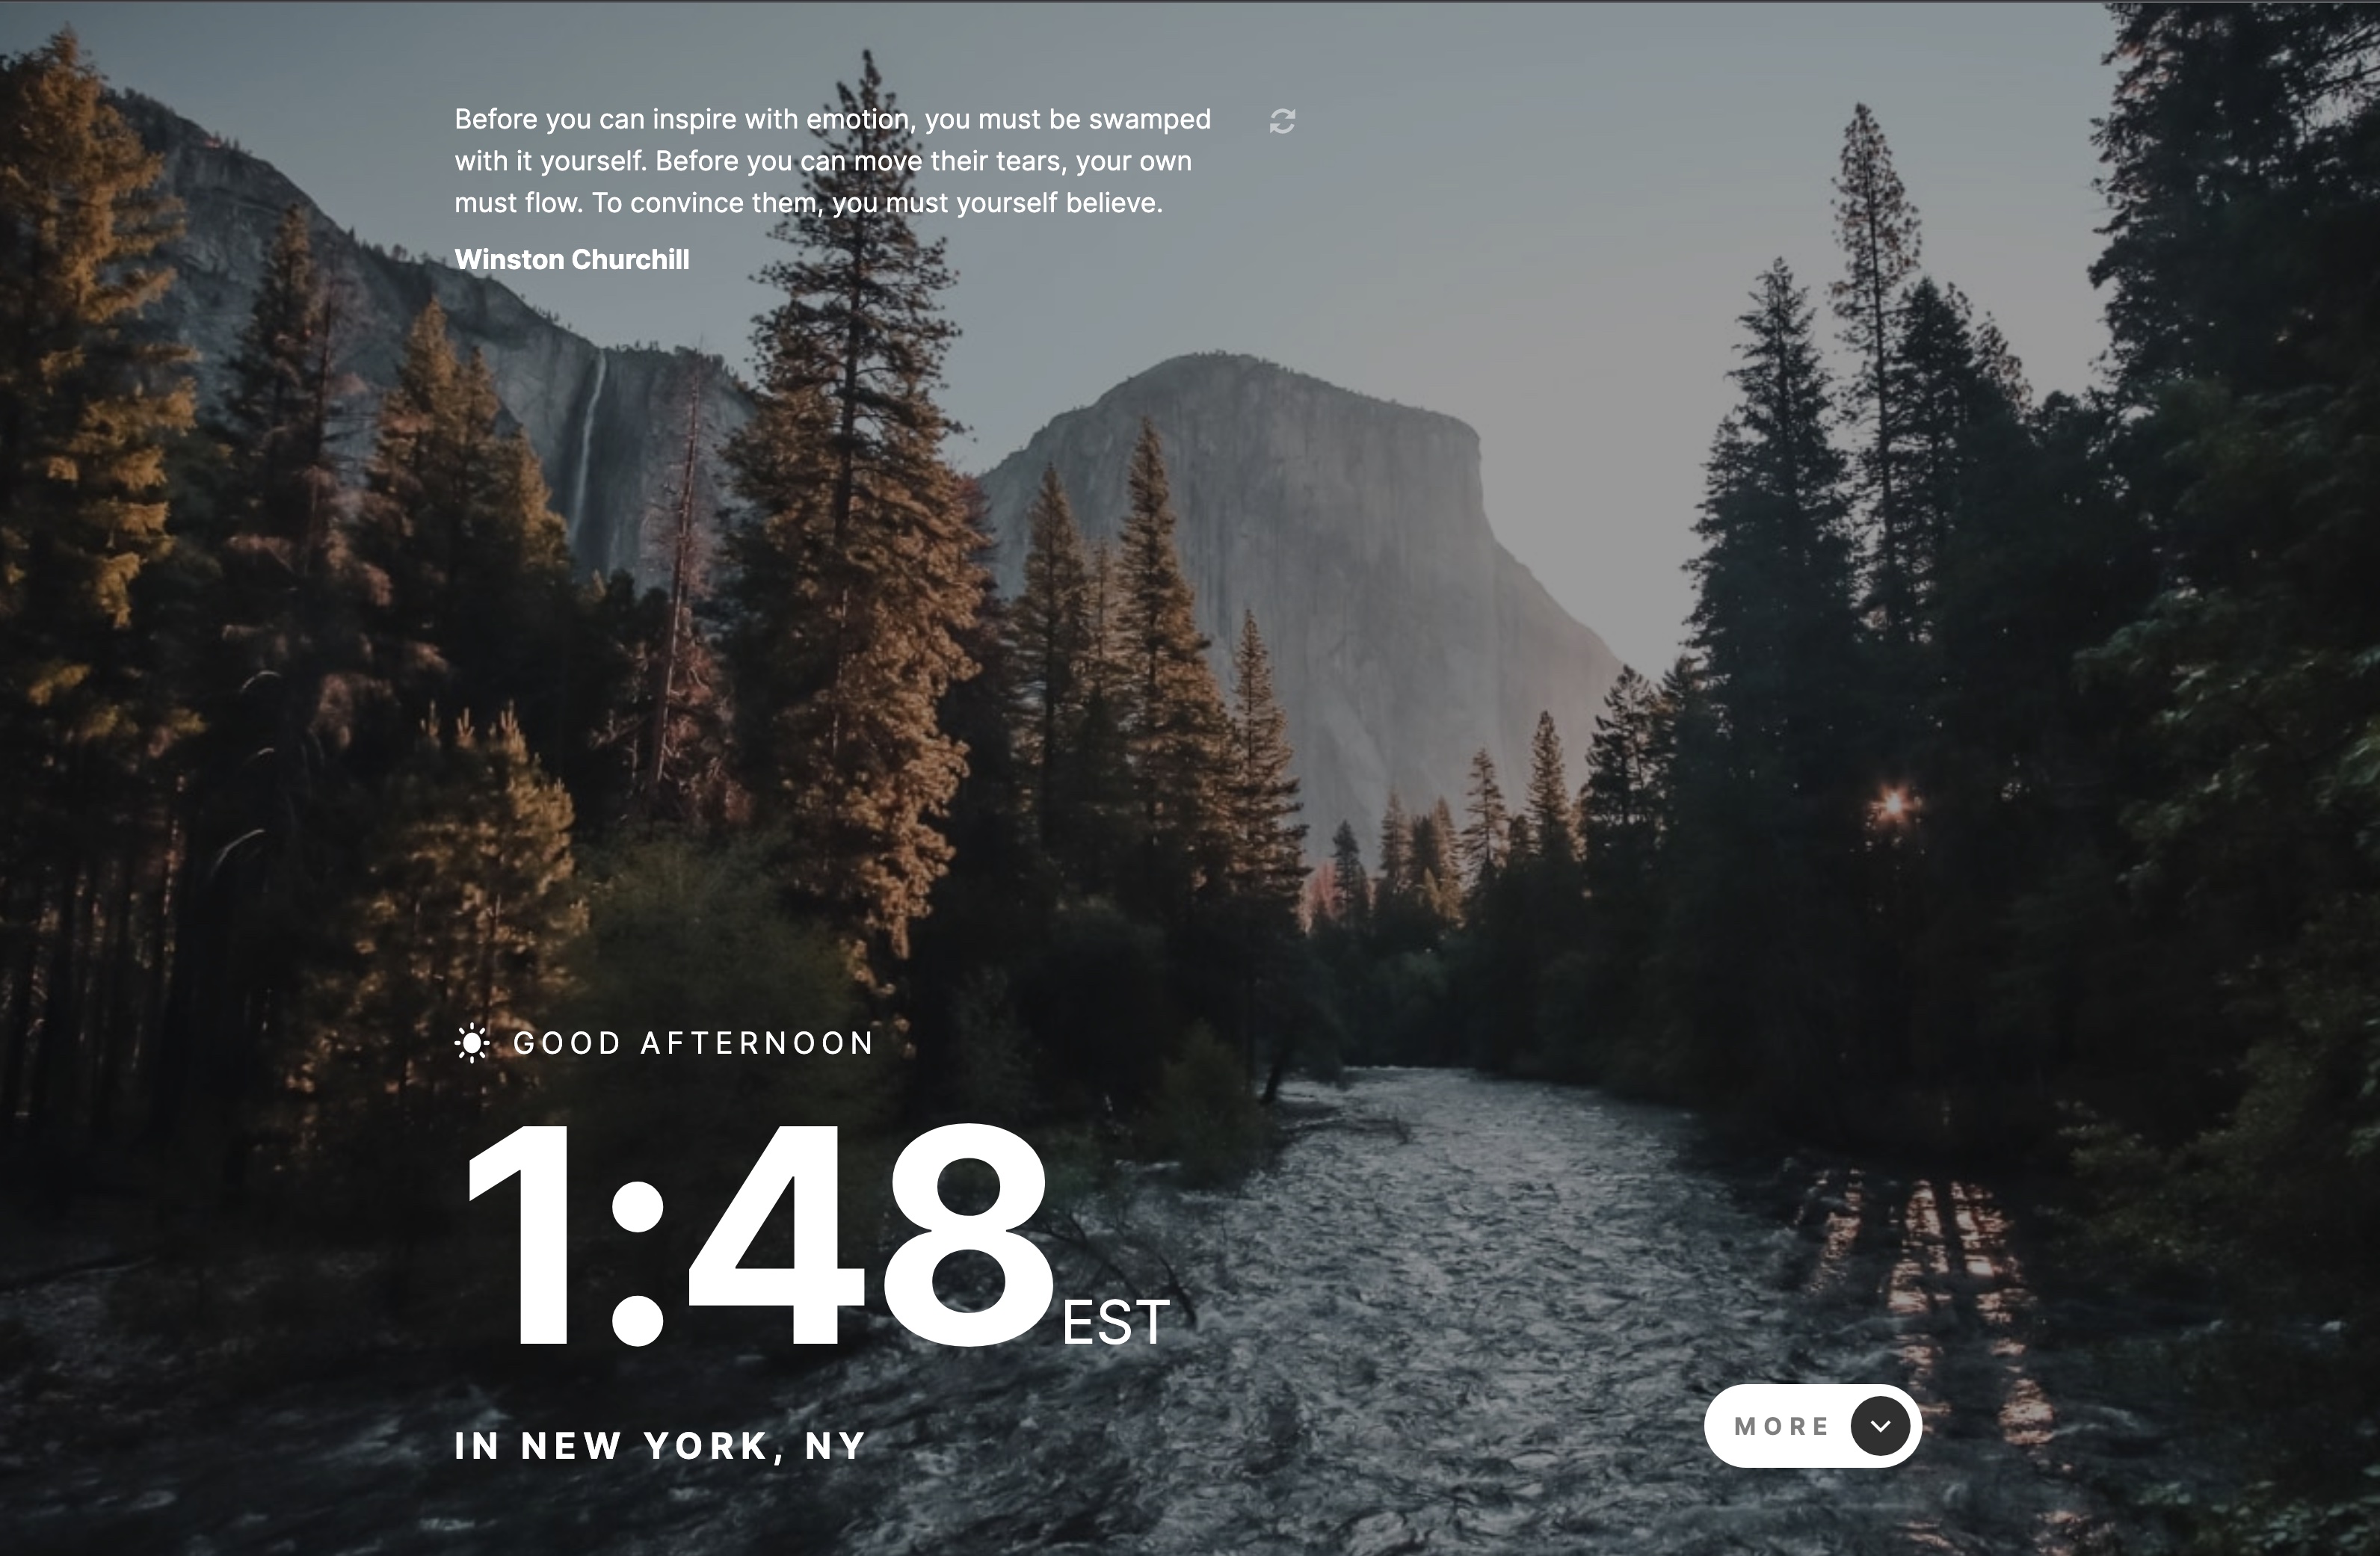 Before you can inspire with emotion, you must be swamped
with it yourself. Before you can move their tears, your own
must flow. To convince them, you must yourself believe.
Winston Churchill
GOOD AFTERNOON
1:48 EST
IN NEW YORK, NY
MORE